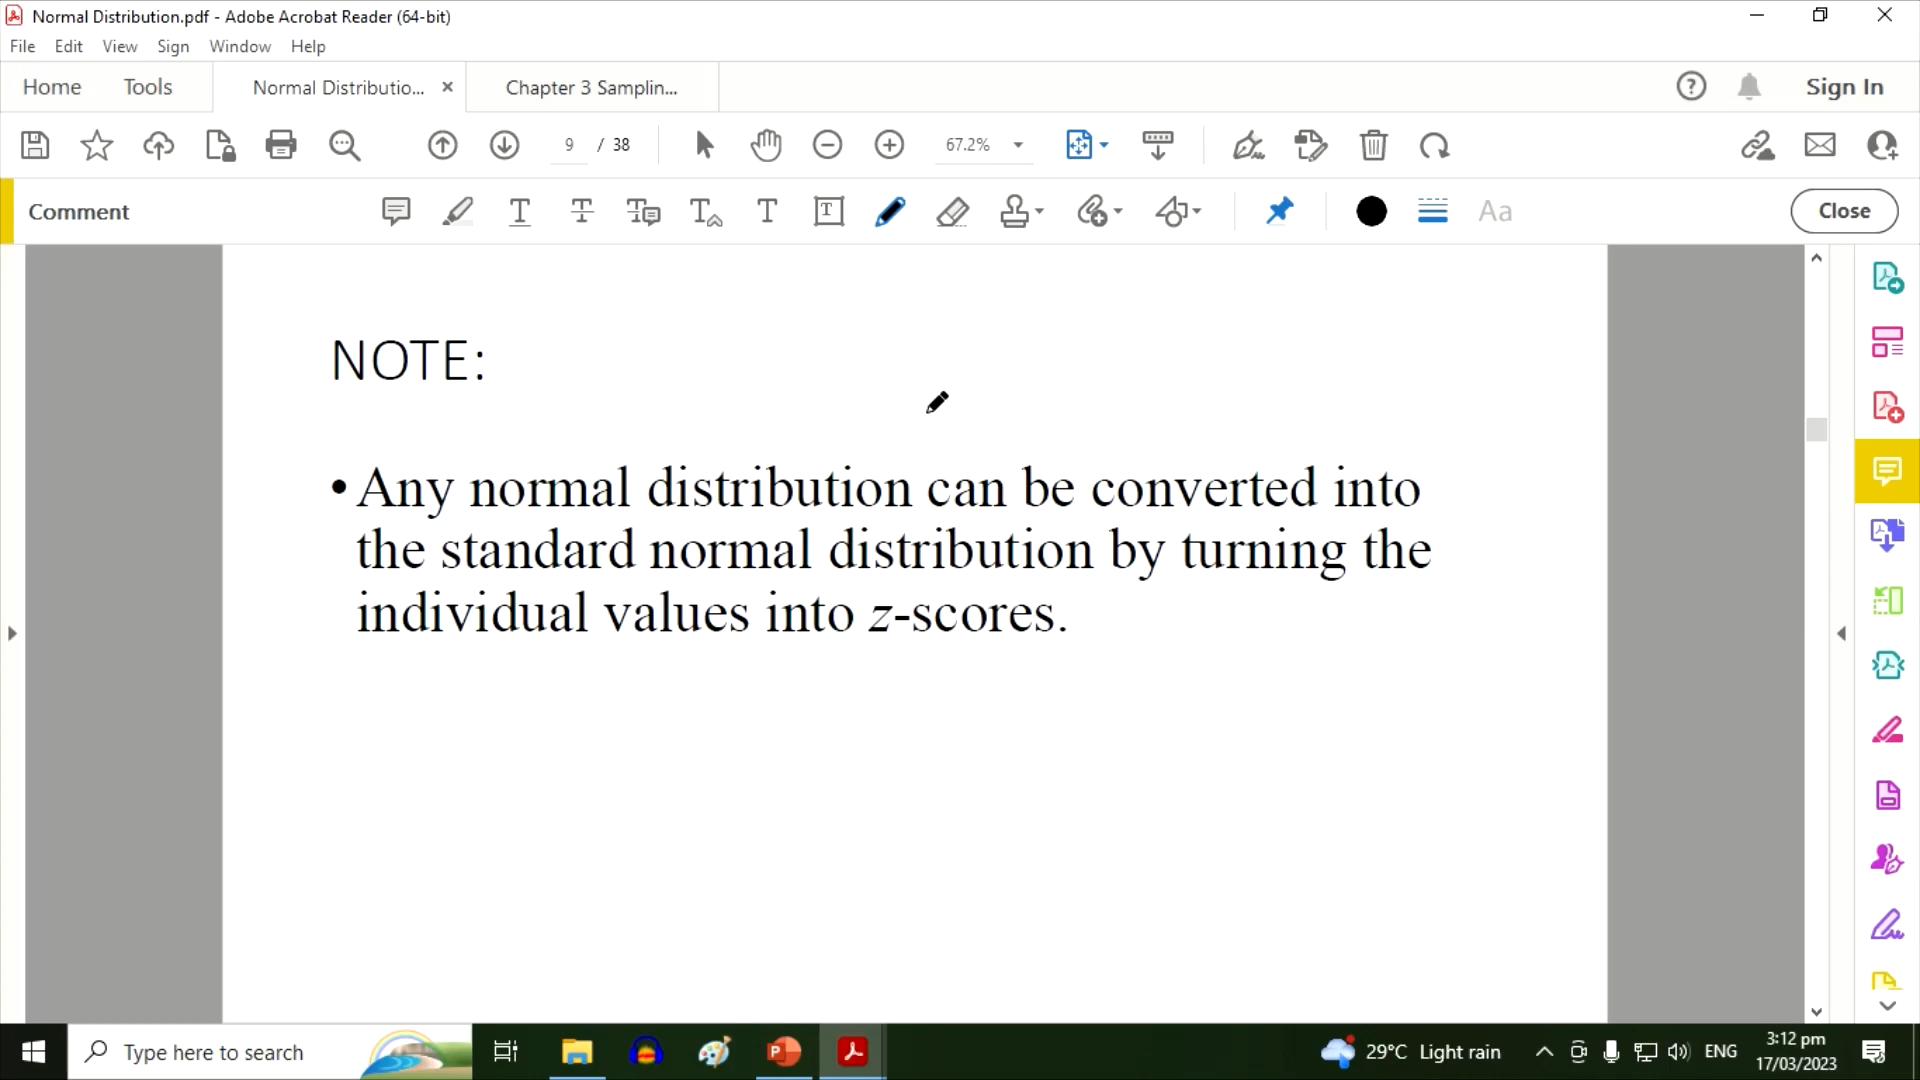 Normal Distribution.pdf - Adobe Acrobat Reader (64-bit)
File Edit View Sign Window Help
Home Tools Normal Distributio... × Chapter 3 Samplin... Sign In
9 / 38 67.2%
Comment Aa Close
NOTE:
•Any normal distribution can be converted into
the standard normal distribution by turning the
individual values into z-scores.
Type here to search 29°C Light rain ENG 3:12 pm
17/03/2023